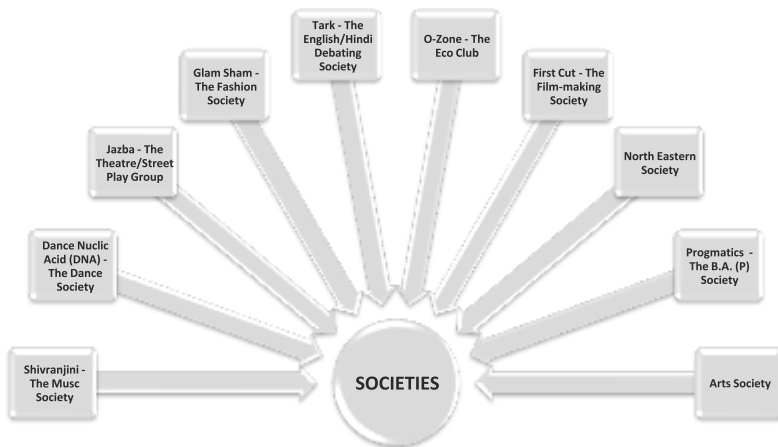 Tark - The
English/Hindi
Debating
Society
O-Zone - The
Eco Club
Glam Sham -
The Fashion
Society
First Cut - The
Film-making
Society
Jazba - The
Theatre/Street
Play Group
North Eastern
Society
Dance Nuclic
Acid (DNA) -
The Dance
Society
Progmatics -
The B.A. (P)
Society
Shivranjini -
The Musc
Society
SOCIETIES
Arts Society